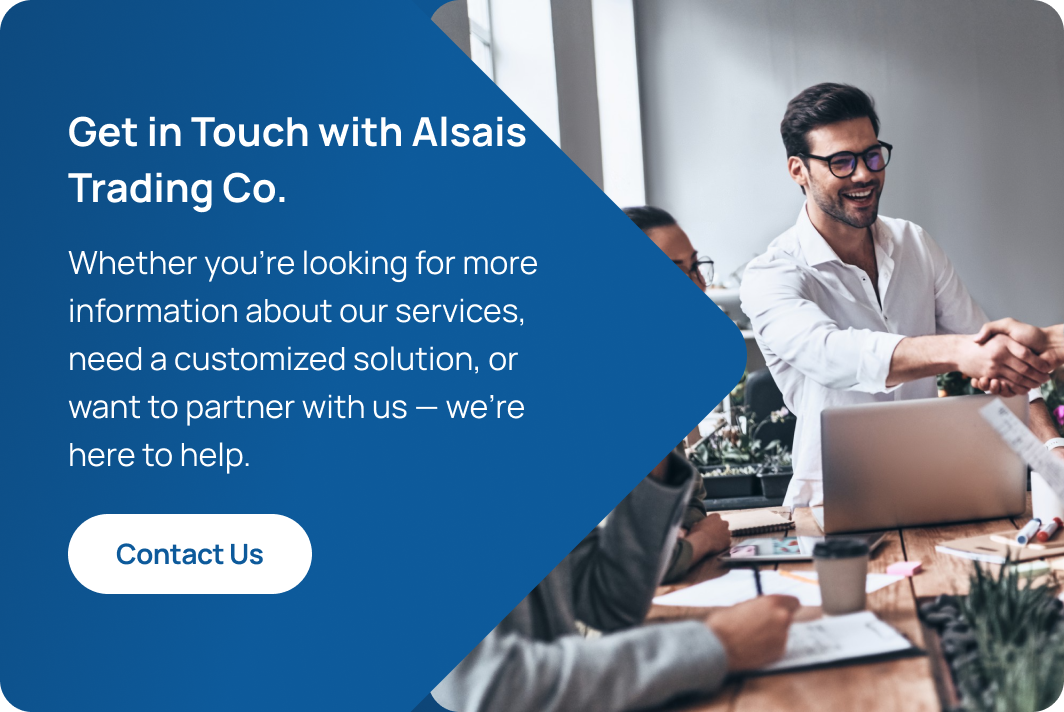 Get in Touch with Alsais
Trading Co.
Whether you’re looking for more
information about our services,
need a customized solution, or
want to partner with us — we’re
here to help.
Contact Us